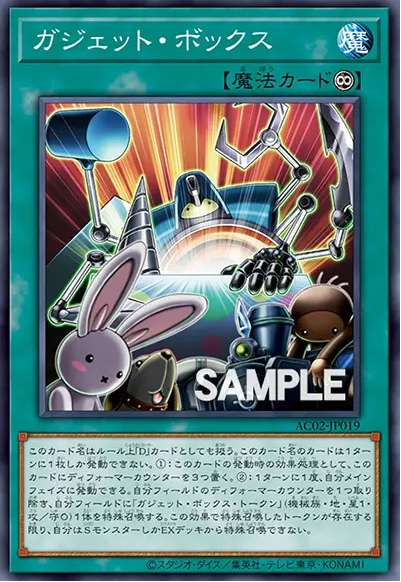 ガジェット・ボックス
魔
【魔法カード】
SAMPLE
AC02-JP019
このカード名はルール上「D」カードとしても扱う。このカード名のカードは1ター
ンに1枚しか発動できない。①:このカードの発動時の効果処理として、この
カードにディフォーマーカウンターを3つ置く。②:1ターンに1度、自分メイン
フェイズに発動できる。自分フィールドのディフォーマーカウンターを1つ取り
除き、自分フィールドに「ガジェット・ボックス・トークン」(機械族・地・星1・
攻/守0)1体を特殊召喚する。この効果で特殊召喚したトークンが存在する
限り、自分はSモンスターしかEXデッキから特殊召喚できない。
©スタジオ・ダイス/集英社・テレビ東京・KONAMI